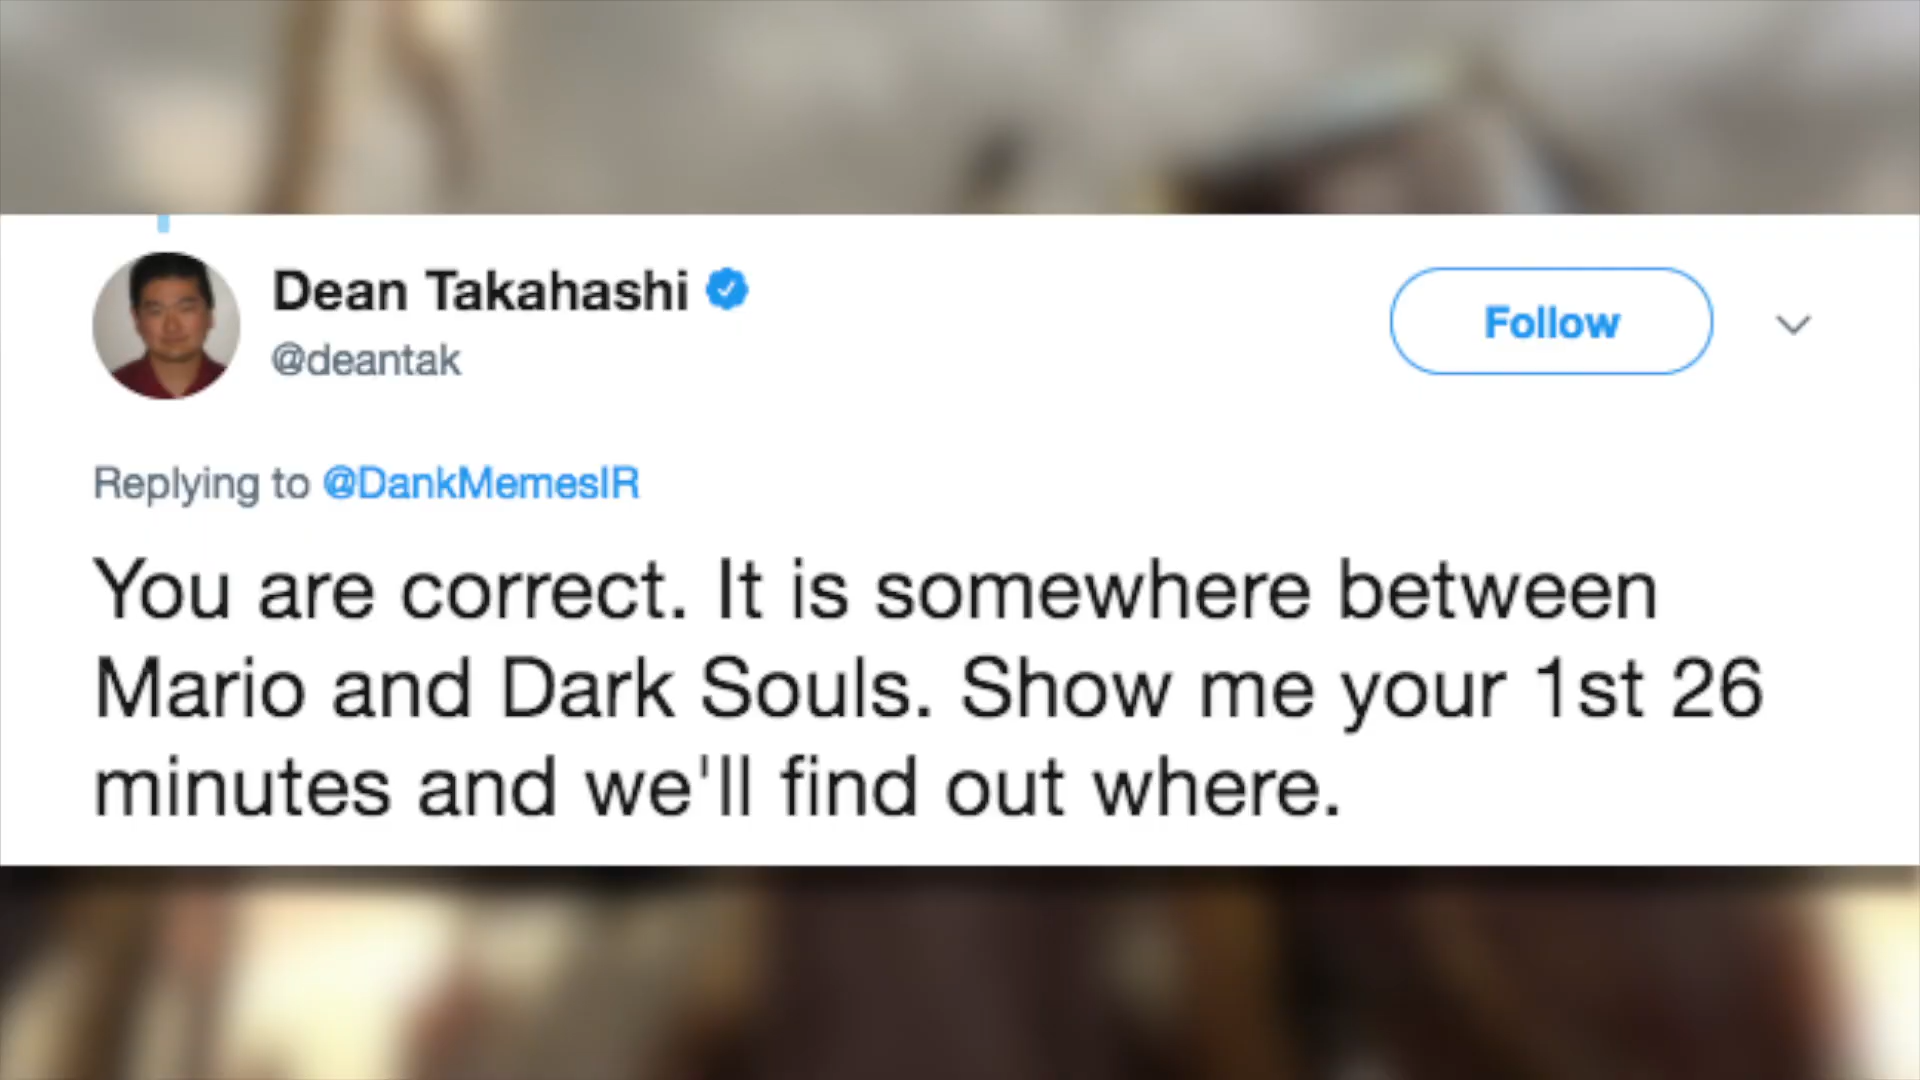 Dean Takahashi
@deantak
Follow
Replying to @DankMemesIR
You are correct. It is somewhere between
Mario and Dark Souls. Show me your 1st 26
minutes and we'll find out where.